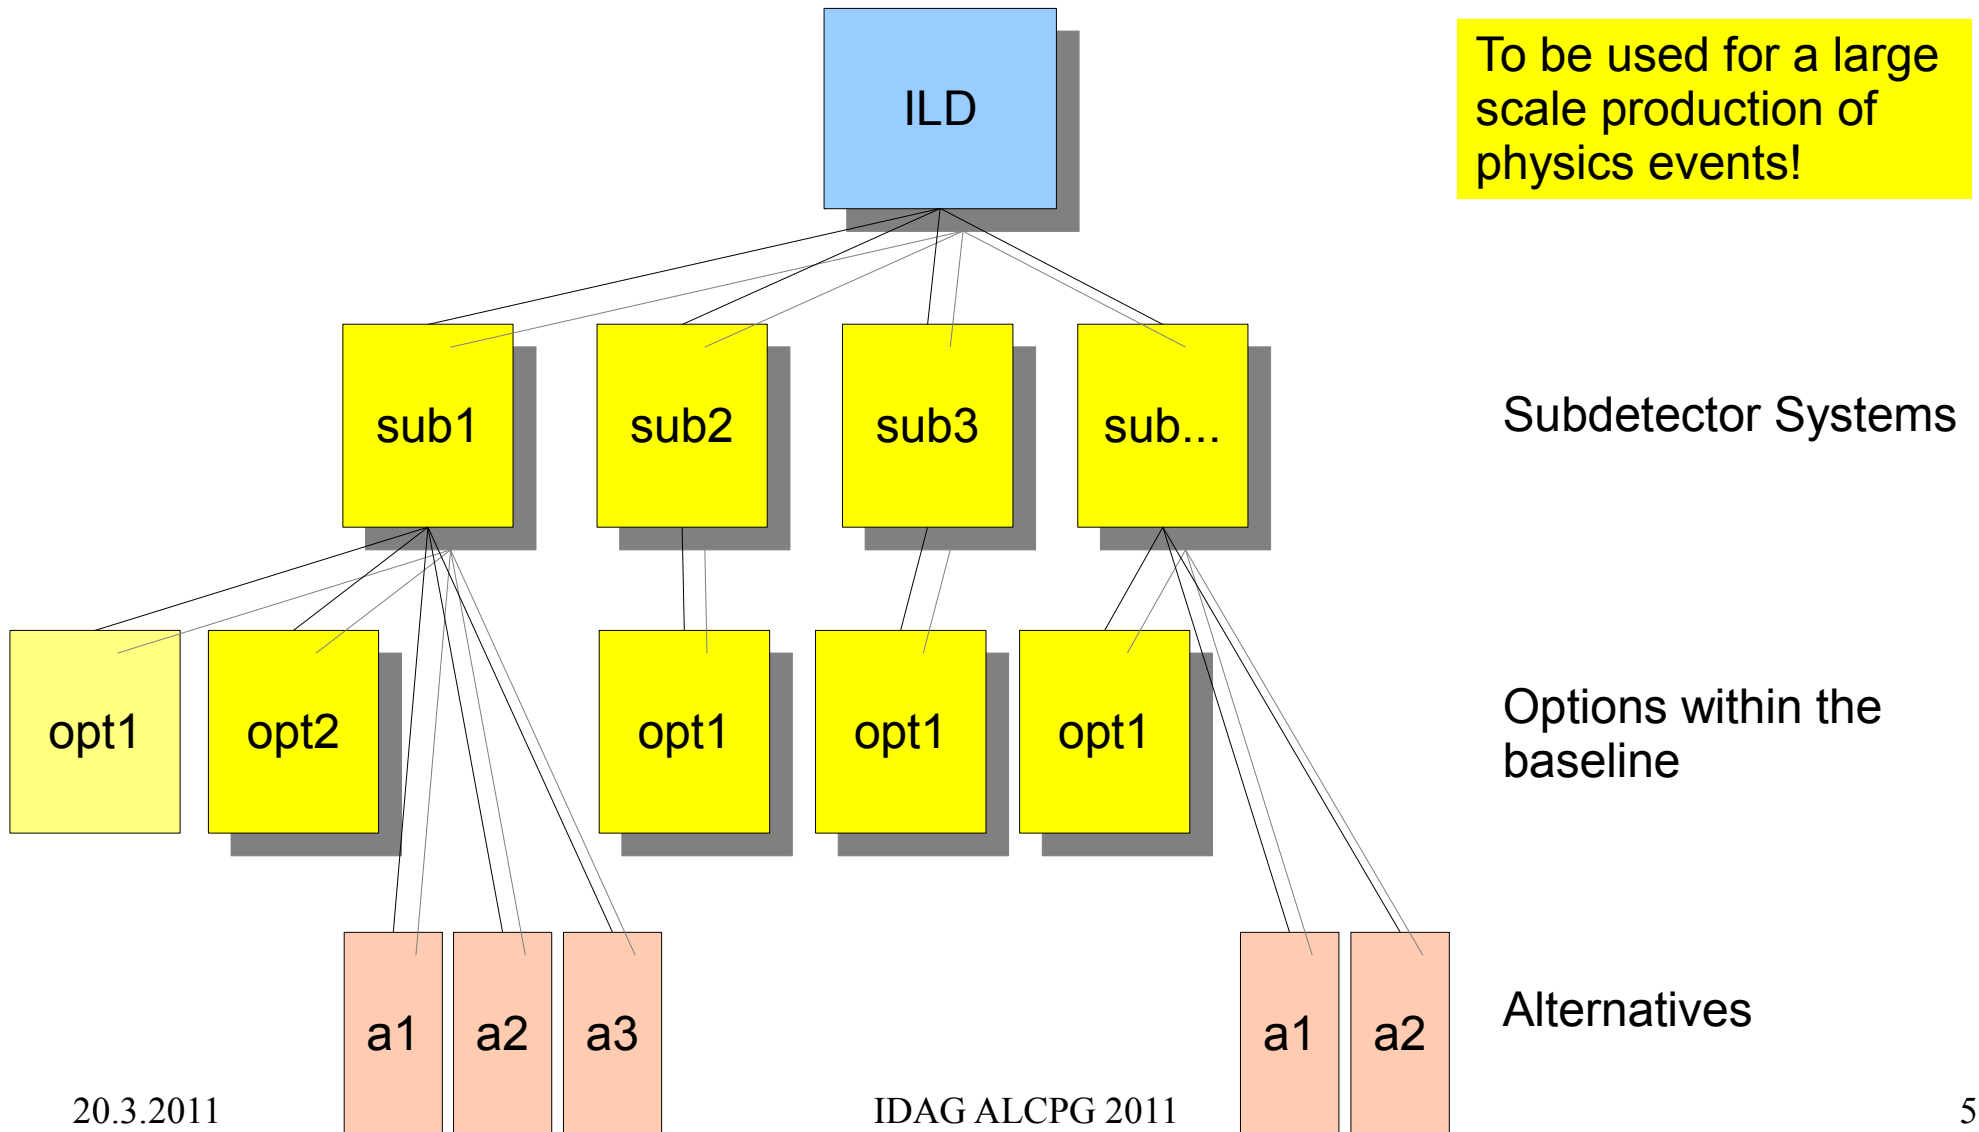 ILD
To be used for a large
scale production of
physics events!
sub1
sub2
sub3
sub...
Subdetector Systems
opt1
opt2
opt1
opt1
opt1
Options within the
baseline
a1
a2
a3
a1
a2
Alternatives
20.3.2011
IDAG ALCPG 2011
5